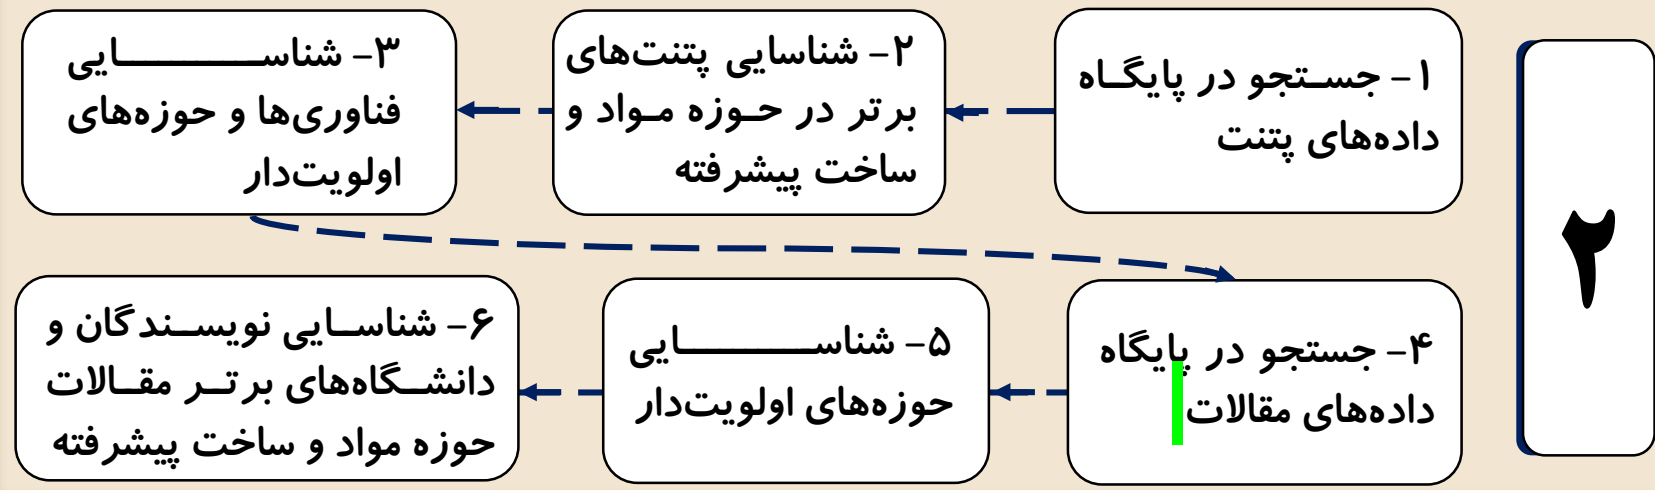 ۲
۱- جستجو در پایگاه
داده‌های پتنت
۲- شناسایی پتنت‌های
برتر در حوزه مواد و
ساخت پیشرفته
۳- شناسایی
فناوری‌ها و حوزه‌های
اولویت‌دار
۴- جستجو در پایگاه
داده‌های مقالات
۵- شناسایی
حوزه‌های اولویت‌دار
۶- شناسایی نویسندگان و
دانشگاه‌های برتر مقالات
حوزه مواد و ساخت پیشرفته